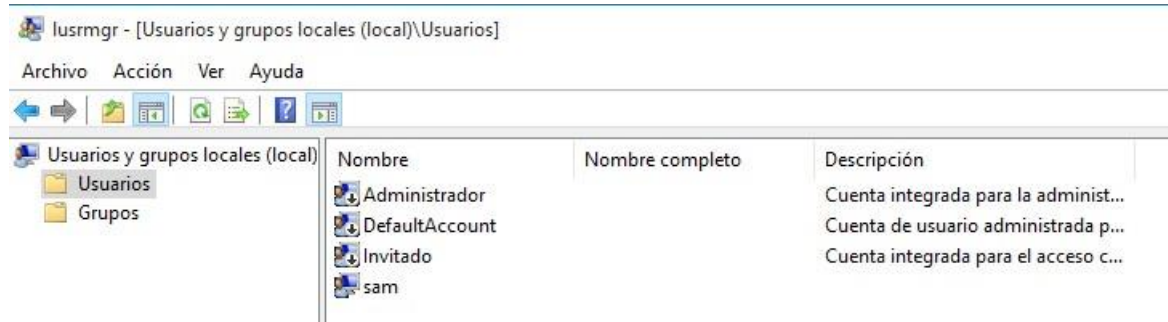 lusrmgr - [Usuarios y grupos locales (local)\Usuarios]
Archivo Acción Ver Ayuda
Usuarios y grupos locales (local)
Usuarios
Grupos
Nombre Nombre completo Descripción
Administrador Cuenta integrada para la administ...
DefaultAccount Cuenta de usuario administrada p...
Invitado Cuenta integrada para el acceso c...
sam